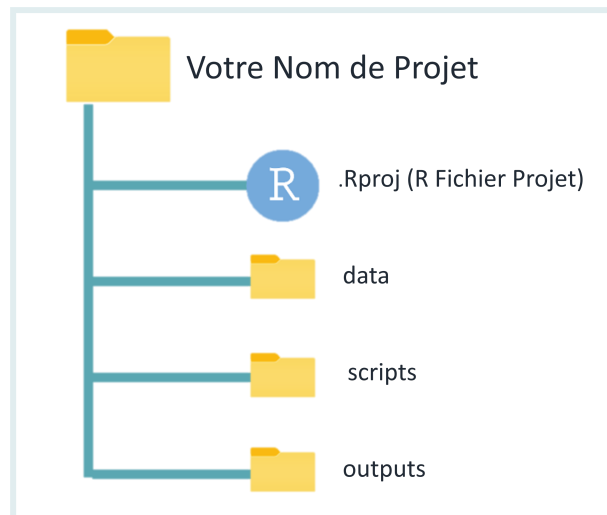 Votre Nom de Projet
R
.Rproj (R Fichier Projet)
data
scripts
outputs